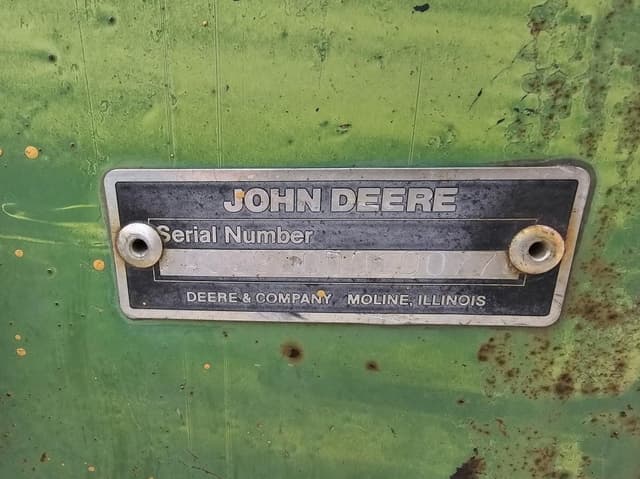 JOHN DEERE
Serial Number
DEERE & COMPANY MOLINE, ILLINOIS